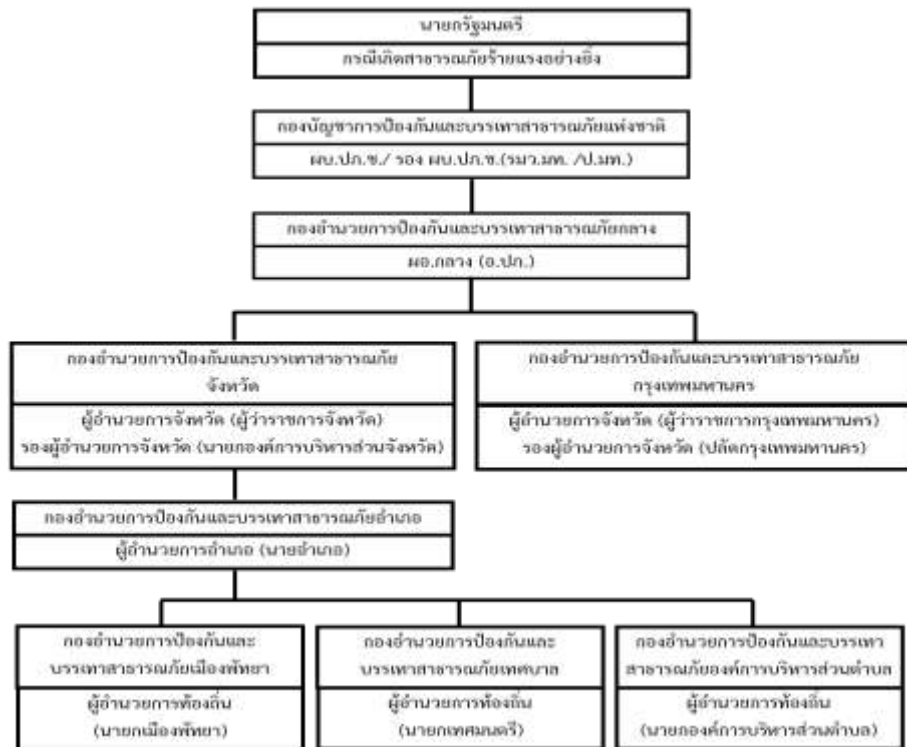 นายกรัฐมนตรี
กรณีเกิดสาธารณภัยร้ายแรงอย่างยิ่ง
กองบัญชาการป้องกันและบรรเทาสาธารณภัยแห่งชาติ
ผบ.ปภ.ช./ รอง ผบ.ปภ.ช.(รมว.มท. /ป.มท.)
กองอำนวยการป้องกันและบรรเทาสาธารณภัยกลาง
ผอ.กลาง (อ.ปภ.)
กองอำนวยการป้องกันและบรรเทาสาธารณภัย
จังหวัด
ผู้อำนวยการจังหวัด (ผู้ว่าราชการจังหวัด)
รองผู้อำนวยการจังหวัด (นายกองค์การบริหารส่วนจังหวัด)
กองอำนวยการป้องกันและบรรเทาสาธารณภัย
กรุงเทพมหานคร
ผู้อำนวยการจังหวัด (ผู้ว่าราชการกรุงเทพมหานคร)
รองผู้อำนวยการจังหวัด (ปลัดกรุงเทพมหานคร)
กองอำนวยการป้องกันและบรรเทาสาธารณภัยอำเภอ
ผู้อำนวยการอำเภอ (นายอำเภอ)
กองอำนวยการป้องกันและ
บรรเทาสาธารณภัยเมืองพัทยา
ผู้อำนวยการท้องถิ่น
(นายกเมืองพัทยา)
กองอำนวยการป้องกันและ
บรรเทาสาธารณภัยเทศบาล
ผู้อำนวยการท้องถิ่น
(นายกเทศมนตรี)
กองอำนวยการป้องกันและบรรเทา
สาธารณภัยองค์การบริหารส่วนตำบล
ผู้อำนวยการท้องถิ่น
(นายกองค์การบริหารส่วนตำบล)